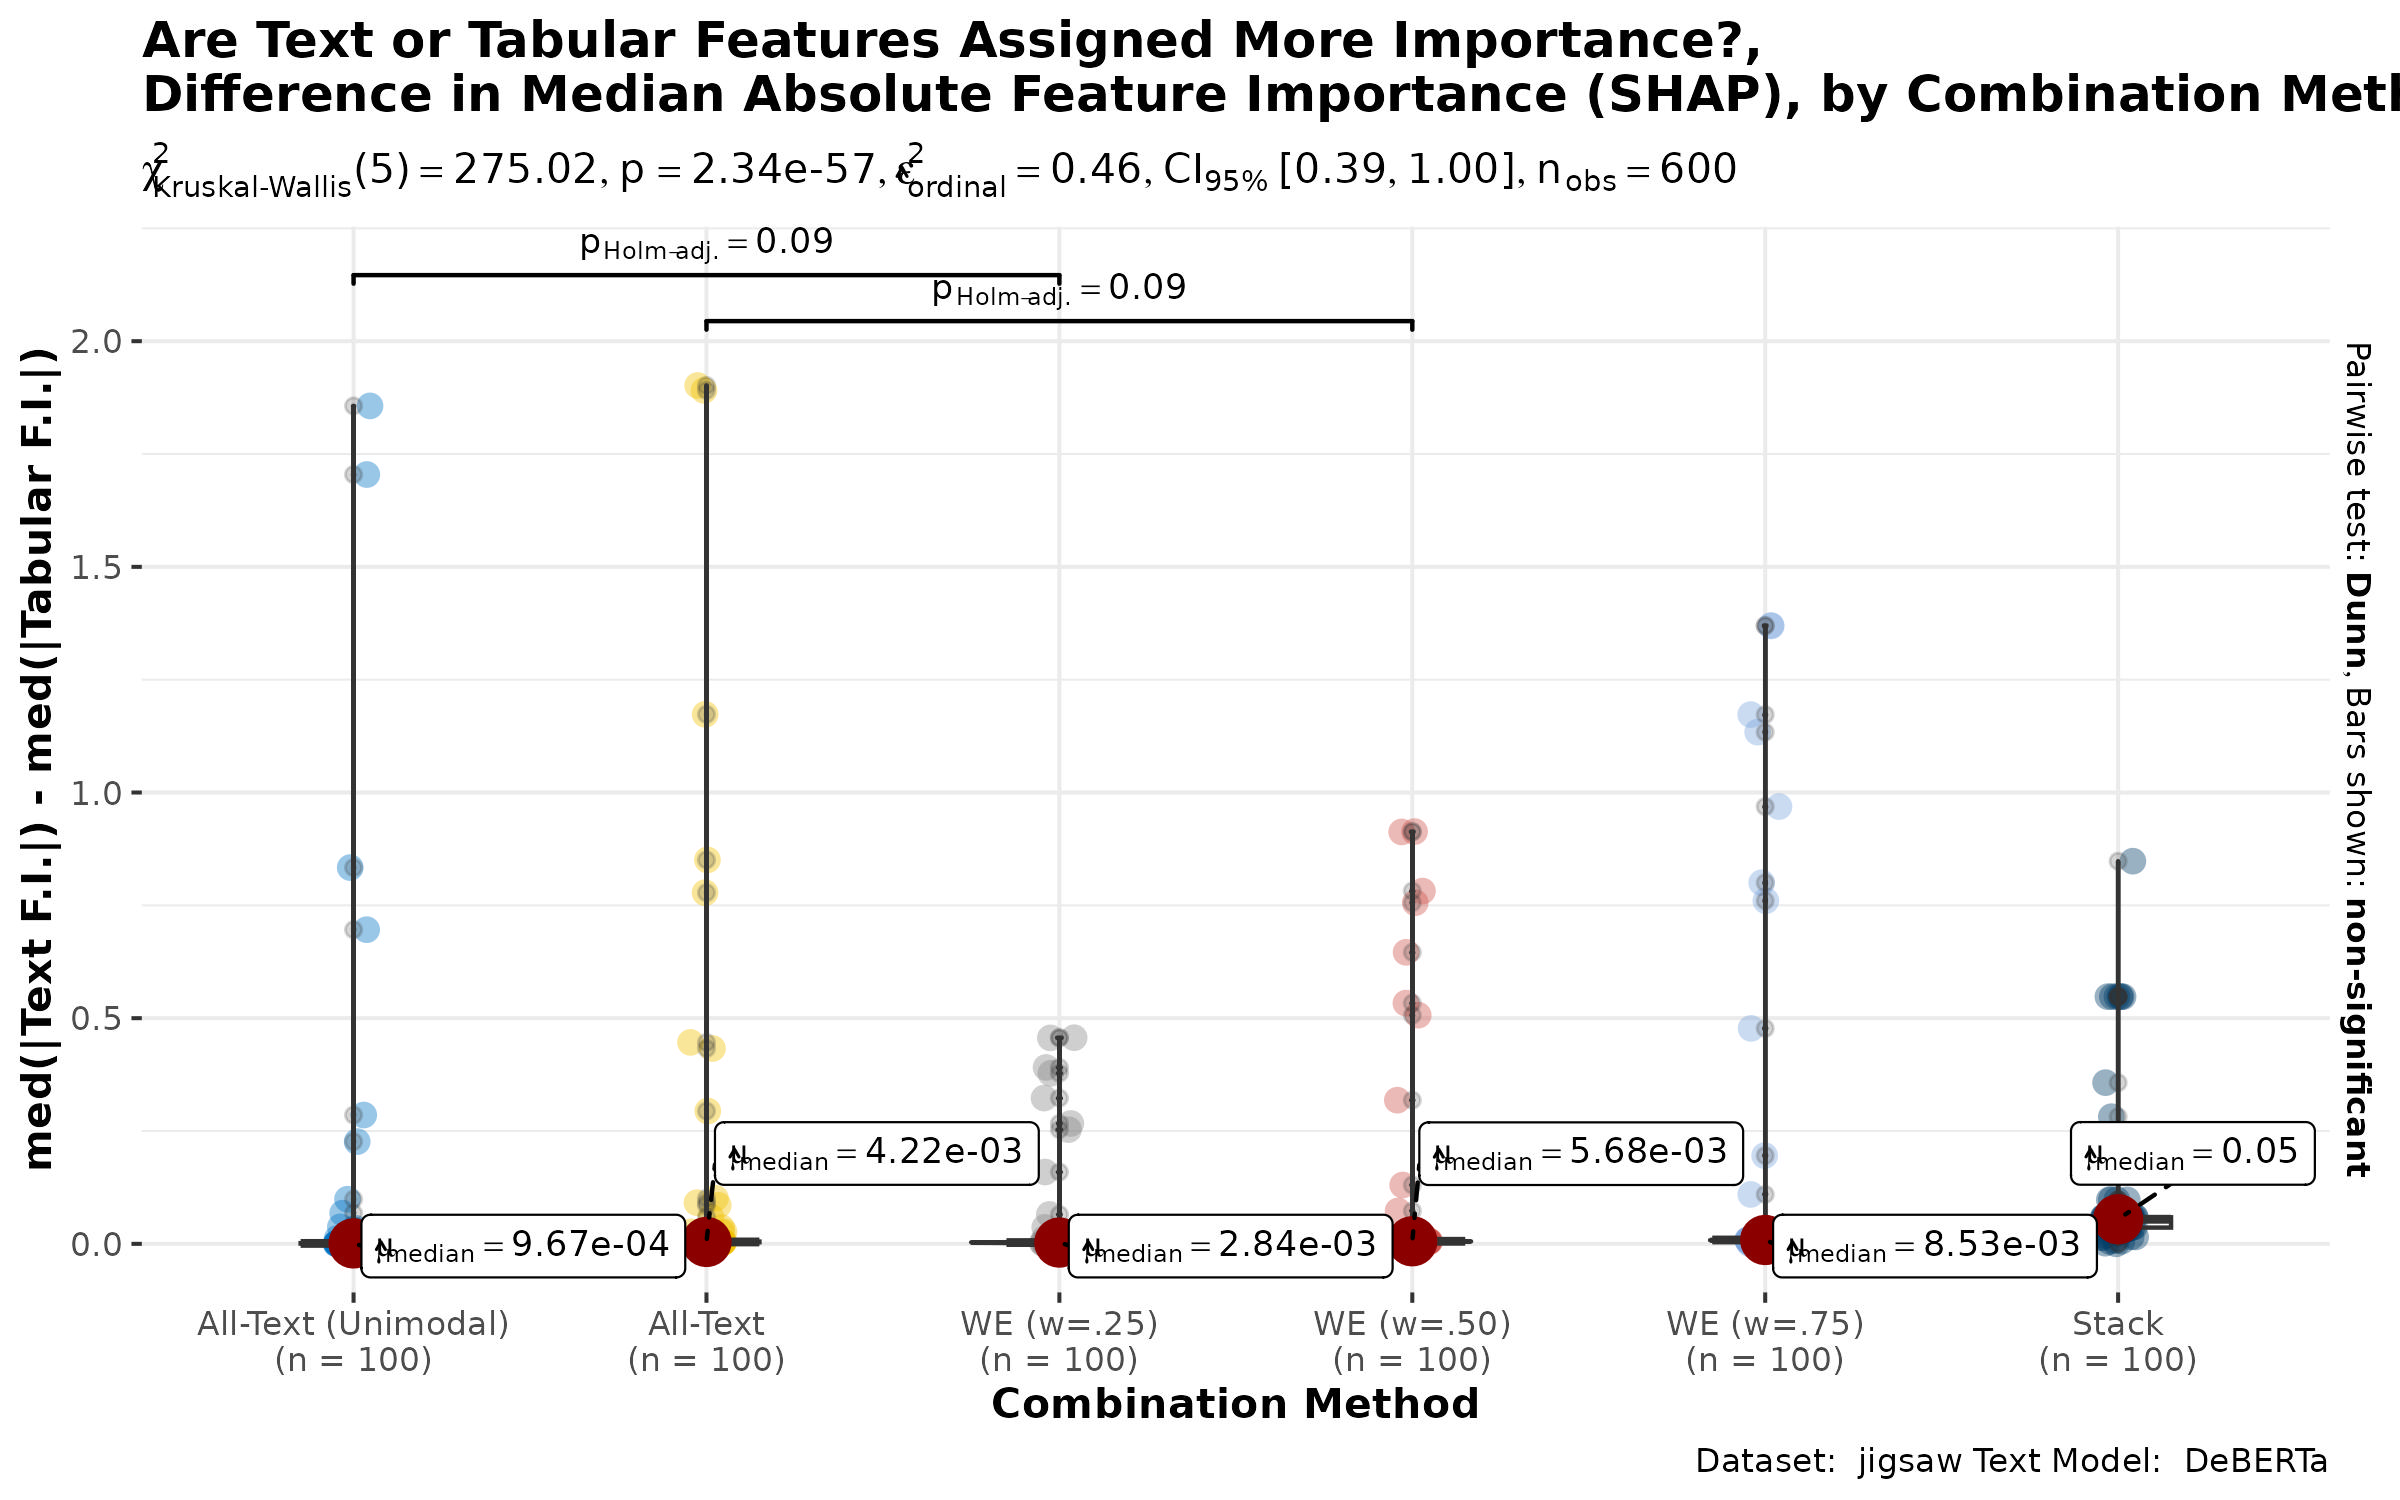 Are Text or Tabular Features Assigned More Importance?,
Difference in Median Absolute Feature Importance (SHAP), by Combination Meth
χ²Kruskal-Wallis(5) = 275.02, p = 2.34e-57, ε̂²ordinal = 0.46, CI95% [0.39, 1.00], nobs = 600
pHolm-adj. = 0.09
pHolm-adj. = 0.09
med(|Text F.I.|) - med(|Tabular F.I.|)
2.0
1.5
1.0
0.5
0.0
μ̂median = 4.22e-03
μ̂median = 5.68e-03
μ̂median = 0.05
μ̂median = 9.67e-04
μ̂median = 2.84e-03
μ̂median = 8.53e-03
Pairwise test: Dunn, Bars shown: non-significant
All-Text (Unimodal)
(n = 100)
All-Text
(n = 100)
WE (w=.25)
(n = 100)
WE (w=.50)
(n = 100)
WE (w=.75)
(n = 100)
Stack
(n = 100)
Combination Method
Dataset: jigsaw Text Model: DeBERTa